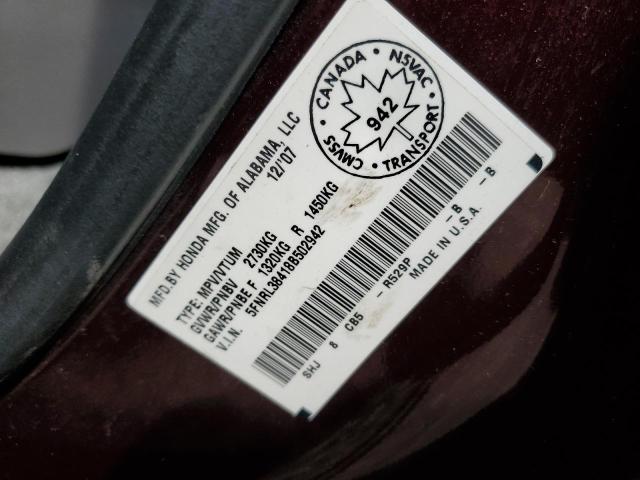 MFD.BY HONDA MFG. OF ALABAMA, LLC
12/'07
TYPE: MPV/VTUM
GVWR/PNBV 2730KG
GAWR/PNBE F 1320KG R 1450KG
V.I.N. 5FNRL38418B502942
SHJ 8 CB5 - R529P - B - B
MADE IN U.S.A.
CANADA • NSVAC • TRANSPORT • CMVSS •
942